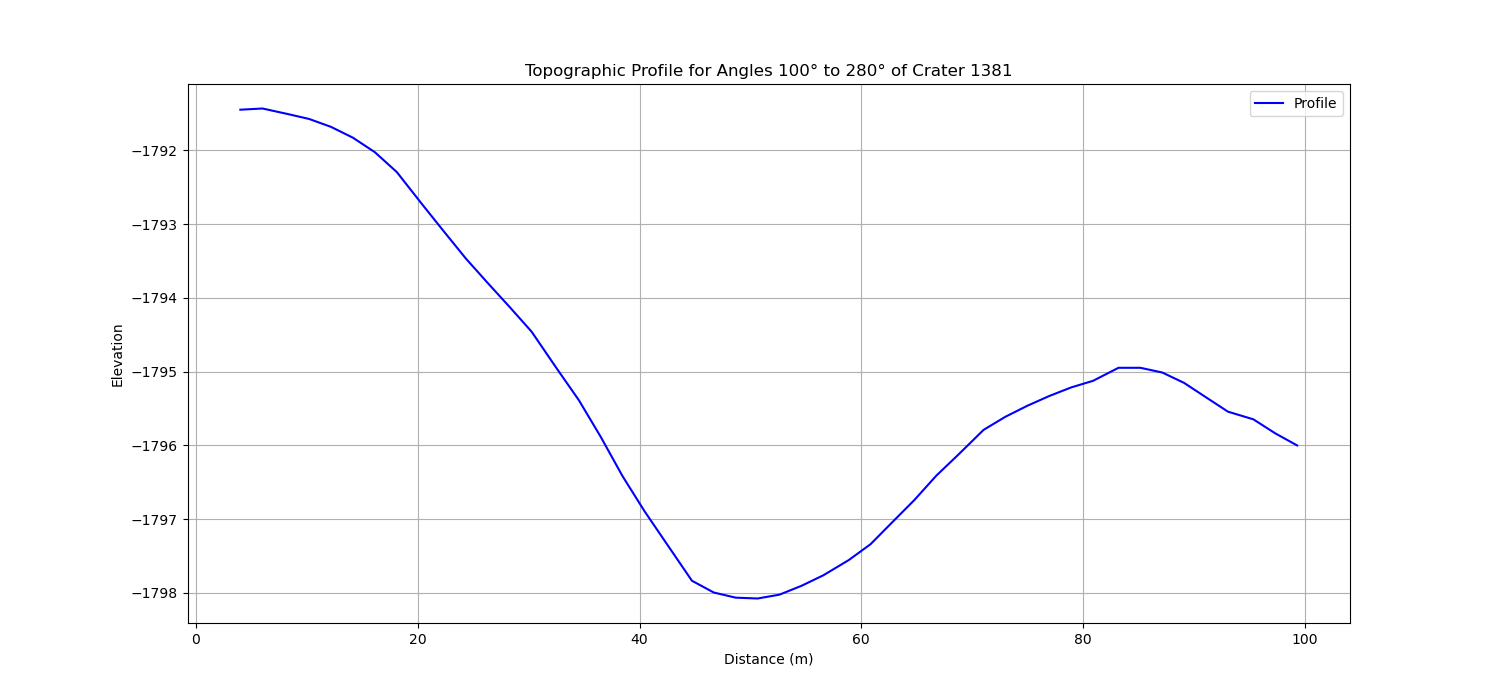 Topographic Profile for Angles 100° to 280° of Crater 1381
Profile
−1792
−1793
−1794
−1795
−1796
−1797
−1798
Elevation
0 20 40 60 80 100
Distance (m)